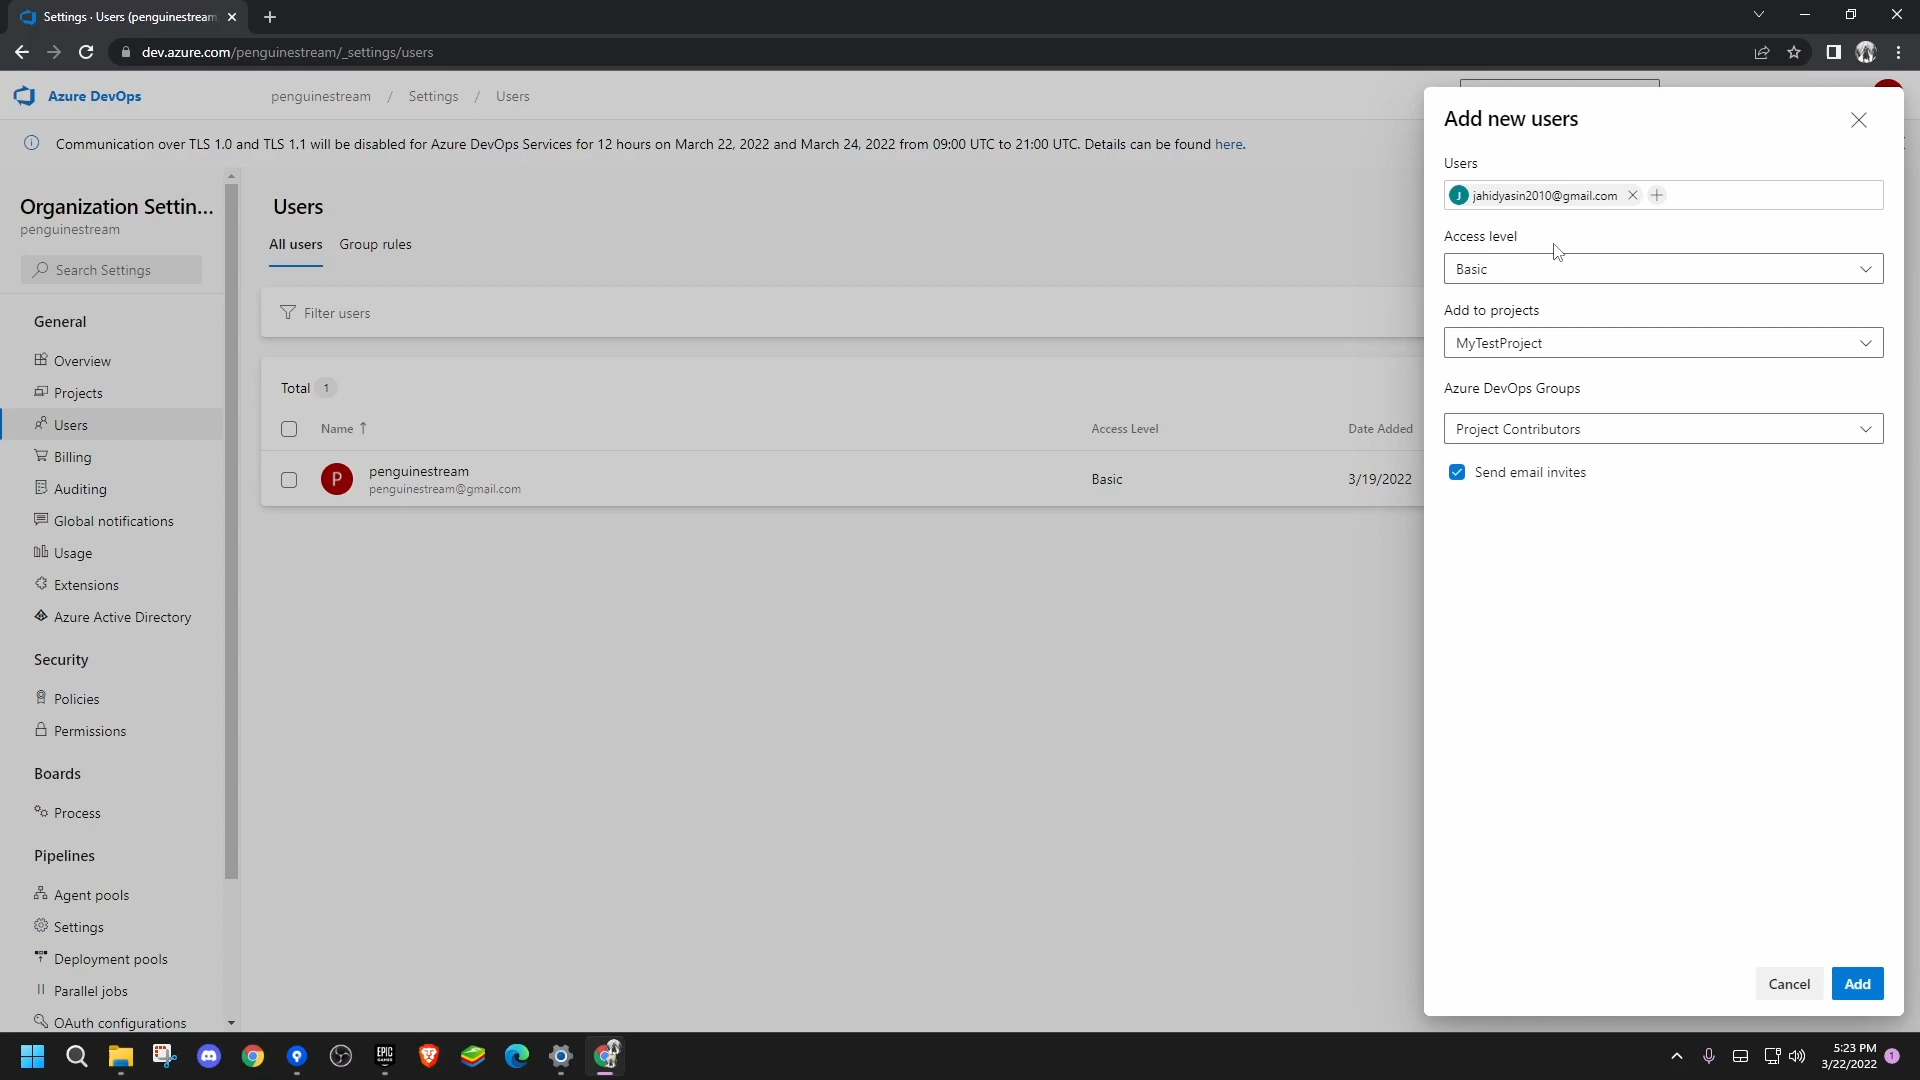 Settings · Users (penguinestream
dev.azure.com/penguinestream/_settings/users
Azure DevOps
penguinestream / Settings / Users
Communication over TLS 1.0 and TLS 1.1 will be disabled for Azure DevOps Services for 12 hours on March 22, 2022 and March 24, 2022 from 09:00 UTC to 21:00 UTC. Details can be found here.
Organization Settin...
penguinestream
Search Settings
General
Overview
Projects
Users
Billing
Auditing
Global notifications
Usage
Extensions
Azure Active Directory
Security
Policies
Permissions
Boards
Process
Pipelines
Agent pools
Settings
Deployment pools
Parallel jobs
OAuth configurations
Users
All users Group rules
Filter users
Total 1
Name ↑ Access Level Date Added
P penguinestream Basic 3/19/2022
penguinestream@gmail.com
Add new users
Users
J jahidyasin2010@gmail.com
Access level
Basic
Add to projects
MyTestProject
Azure DevOps Groups
Project Contributors
Send email invites
Cancel Add
EPIC GAMES
5:23 PM
3/22/2022
1